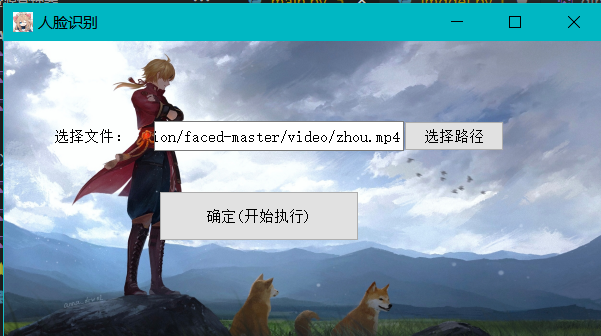 人脸识别
选择文件： ion/faced-master/video/zhou.mp4 选择路径
确定(开始执行)